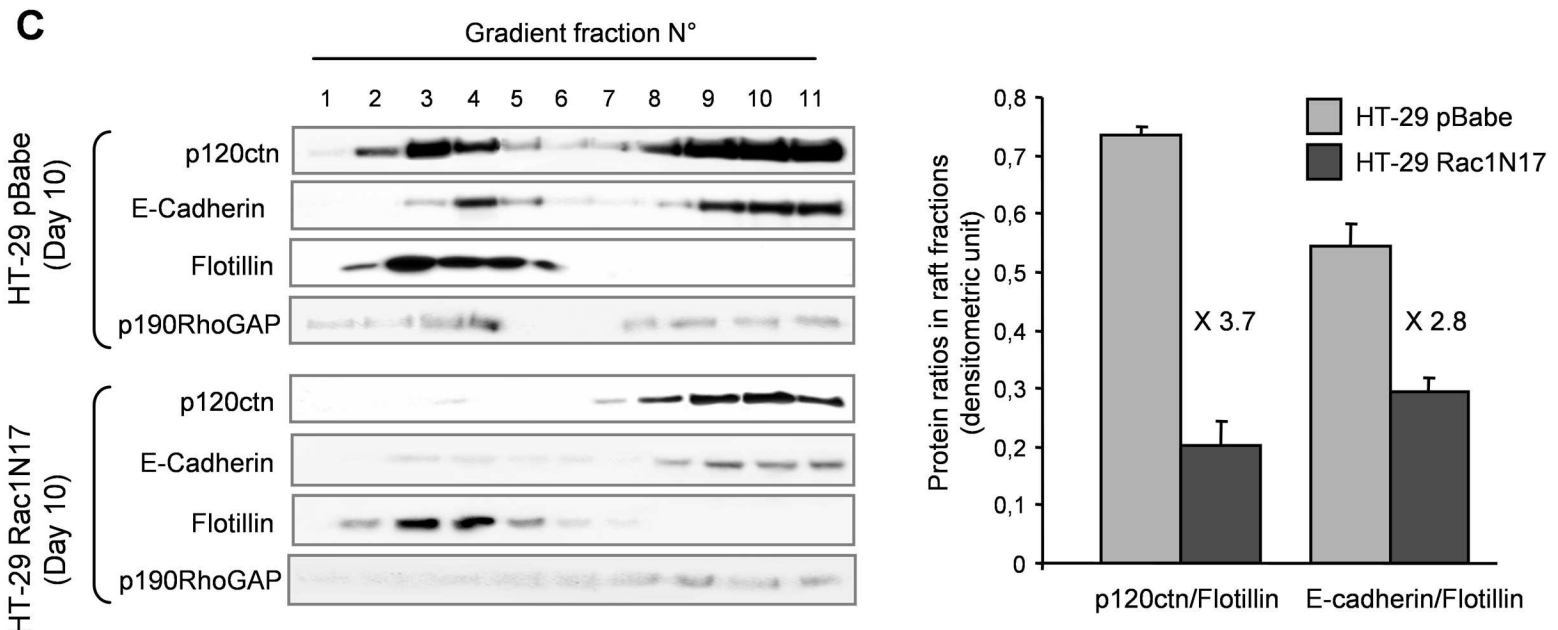 C
Gradient fraction N°
1 2 3 4 5 6 7 8 9 10 11
HT-29 pBabe
(Day 10)
p120ctn
E-Cadherin
Flotillin
p190RhoGAP
HT-29 Rac1N17
(Day 10)
p120ctn
E-Cadherin
Flotillin
p190RhoGAP
Protein ratios in raft fractions
(densitometric unit)
0,8
0,7
0,6
0,5
0,4
0,3
0,2
0,1
0
HT-29 pBabe
HT-29 Rac1N17
X 3.7
X 2.8
p120ctn/Flotillin
E-cadherin/Flotillin